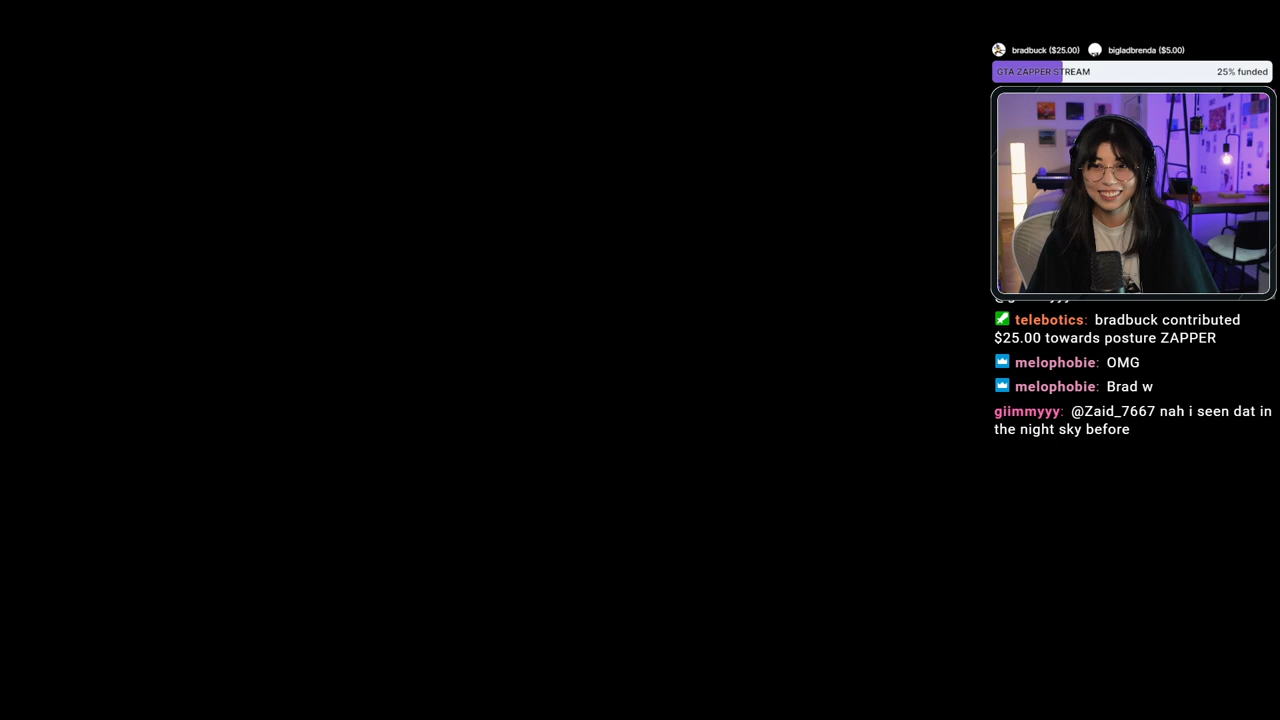 bradbuck ($25.00) bigladbrenda ($5.00)
GTA ZAPPER STREAM 25% funded
telebotics: bradbuck contributed
$25.00 towards posture ZAPPER
melophobie: OMG
melophobie: Brad w
giimmyyy: @Zaid_7667 nah i seen dat in
the night sky before